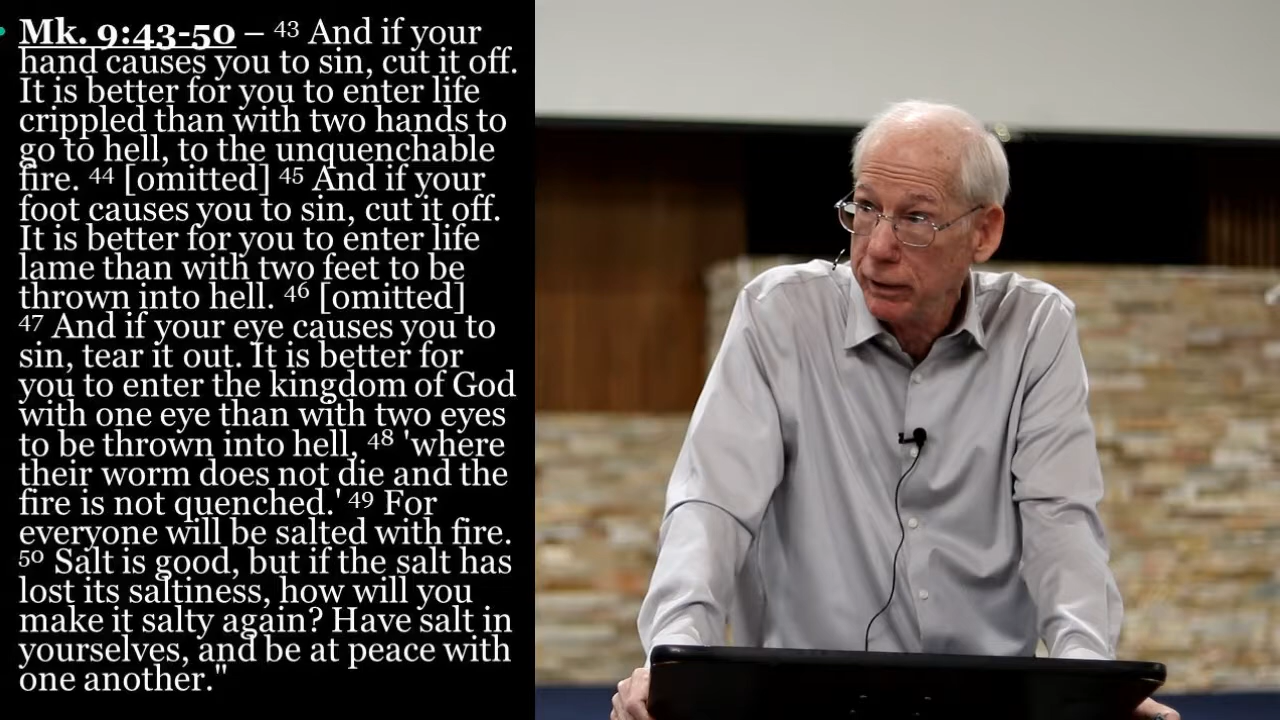 • Mk. 9:43-50 – ⁴³ And if your
hand causes you to sin, cut it off.
It is better for you to enter life
crippled than with two hands to
go to hell, to the unquenchable
fire. ⁴⁴ [omitted] ⁴⁵ And if your
foot causes you to sin, cut it off.
It is better for you to enter life
lame than with two feet to be
thrown into hell. ⁴⁶ [omitted]
⁴⁷ And if your eye causes you to
sin, tear it out. It is better for
you to enter the kingdom of God
with one eye than with two eyes
to be thrown into hell, ⁴⁸ 'where
their worm does not die and the
fire is not quenched.' ⁴⁹ For
everyone will be salted with fire.
⁵⁰ Salt is good, but if the salt has
lost its saltiness, how will you
make it salty again? Have salt in
yourselves, and be at peace with
one another."